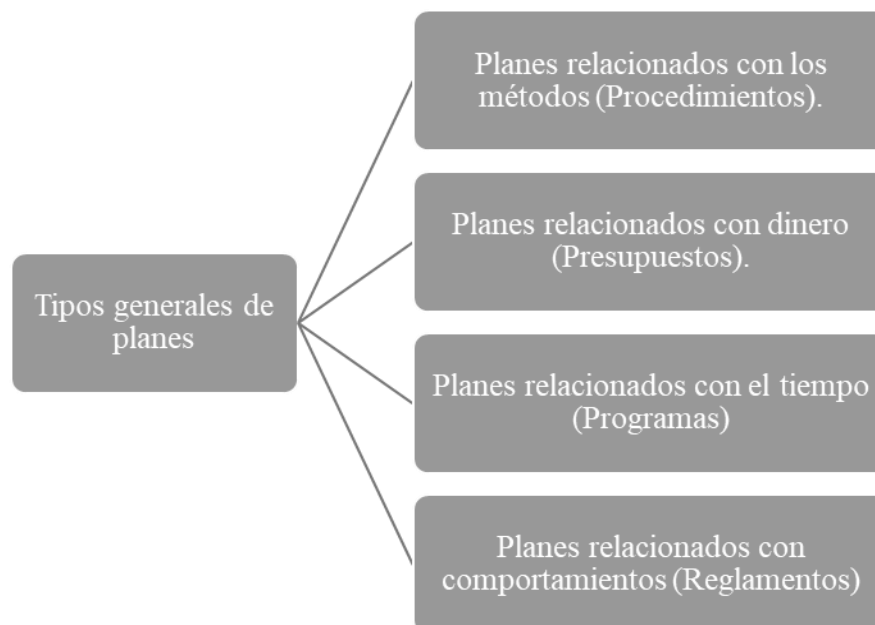 Planes relacionados con los
métodos (Procedimientos).
Planes relacionados con dinero
(Presupuestos).
Tipos generales de
planes
Planes relacionados con el tiempo
(Programas)
Planes relacionados con
comportamientos (Reglamentos)